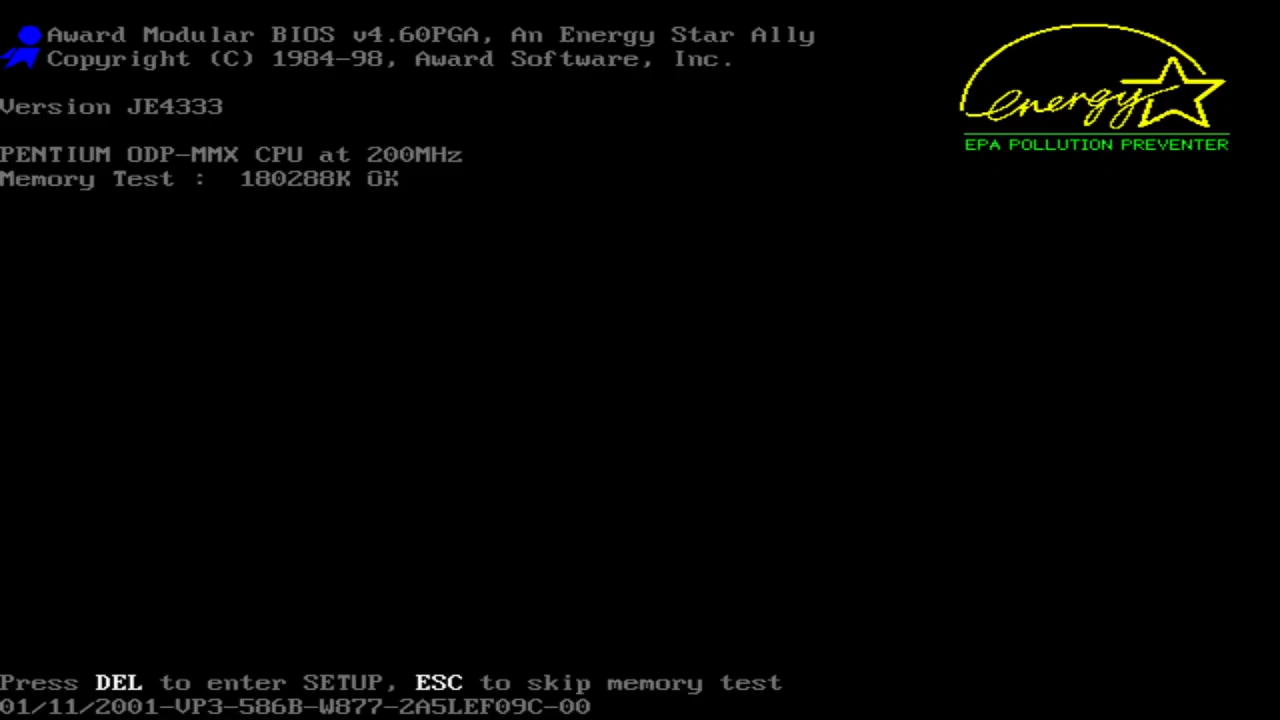 Award Modular BIOS v4.60PGA, An Energy Star Ally
Copyright (C) 1984-98, Award Software, Inc.
energy
EPA POLLUTION PREVENTER
Version JE4333
PENTIUM ODP-MMX CPU at 200MHz
Memory Test :  180288K OK
Press DEL to enter SETUP, ESC to skip memory test
01/11/2001-VP3-586B-W877-2A5LEF09C-00